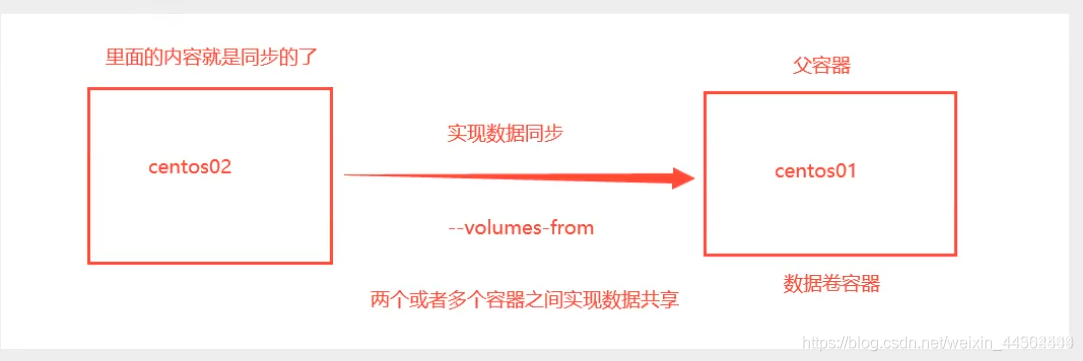 里面的内容就是同步的了
父容器
实现数据同步
centos02
centos01
--volumes-from
数据卷容器
两个或者多个容器之间实现数据共享
https://blog.csdn.net/weixin_